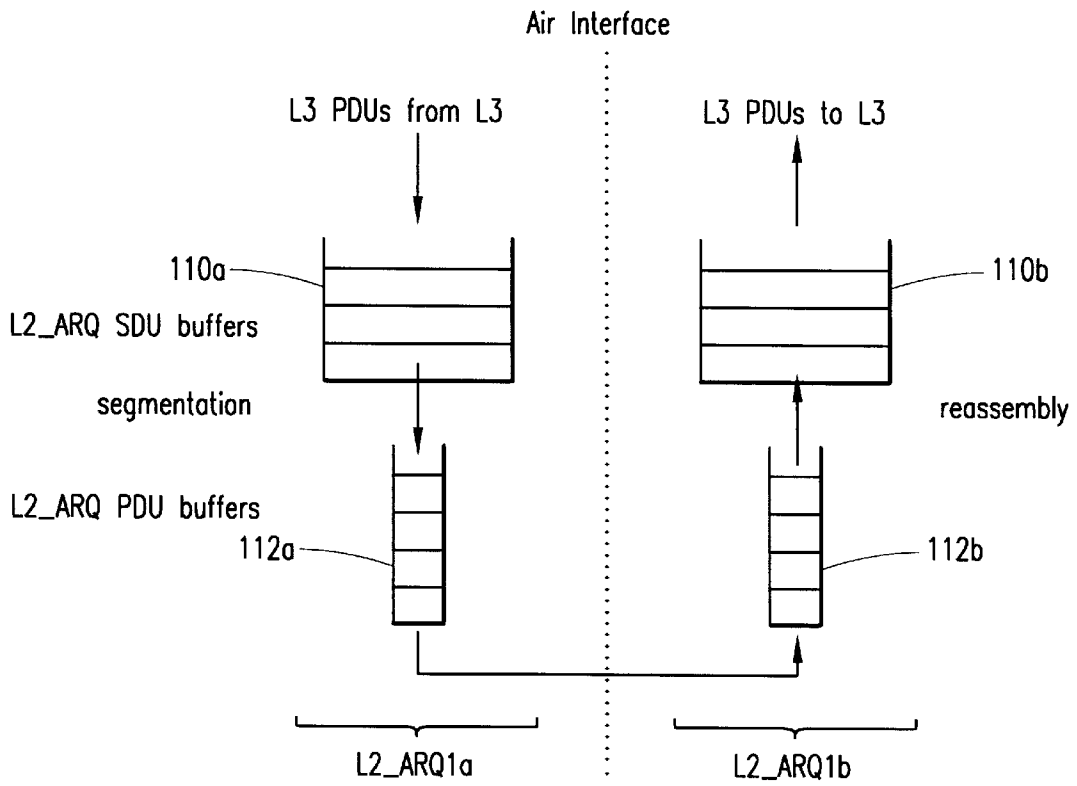 Air Interface
L3 PDUs from L3
L3 PDUs to L3
110a
110b
L2_ARQ SDU buffers
segmentation
reassembly
L2_ARQ PDU buffers
112a
112b
L2_ARQ1a
L2_ARQ1b